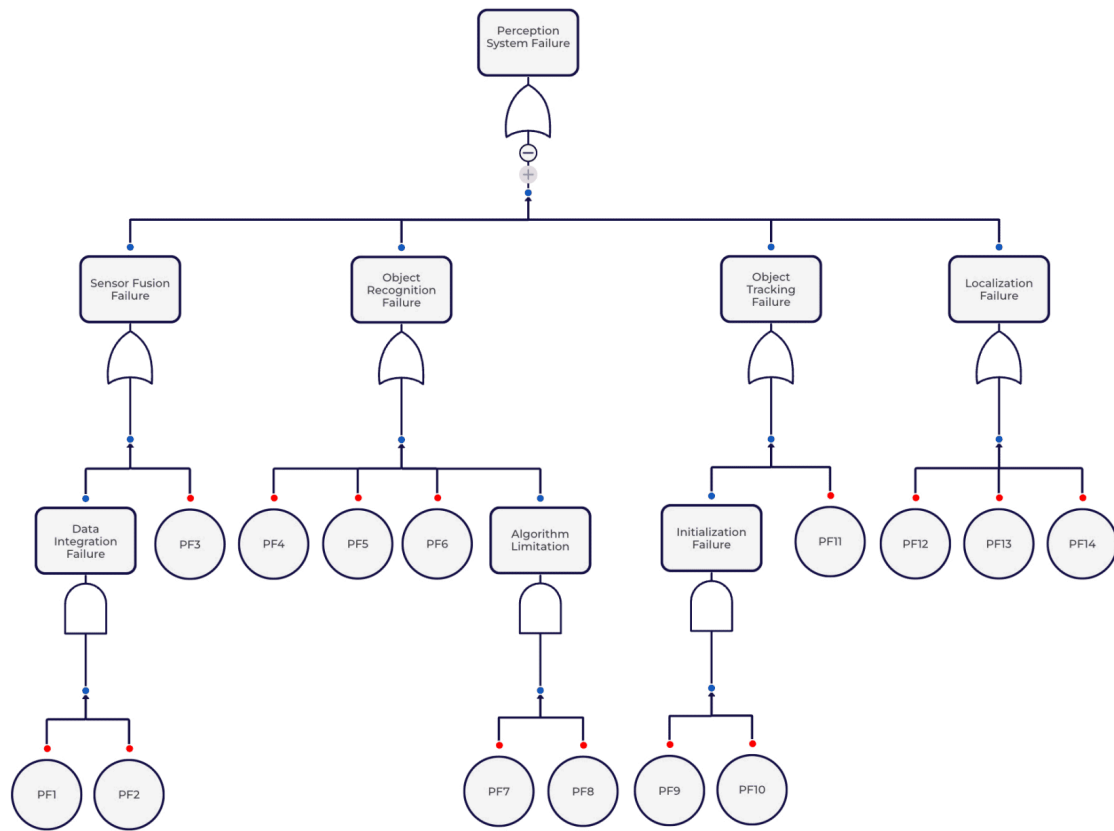 Perception
System Failure
Sensor Fusion
Failure
Object
Recognition
Failure
Object
Tracking
Failure
Localization
Failure
Data
Integration
Failure
PF3
PF4
PF5
PF6
Algorithm
Limitation
Initialization
Failure
PF11
PF12
PF13
PF14
PF1
PF2
PF7
PF8
PF9
PF10